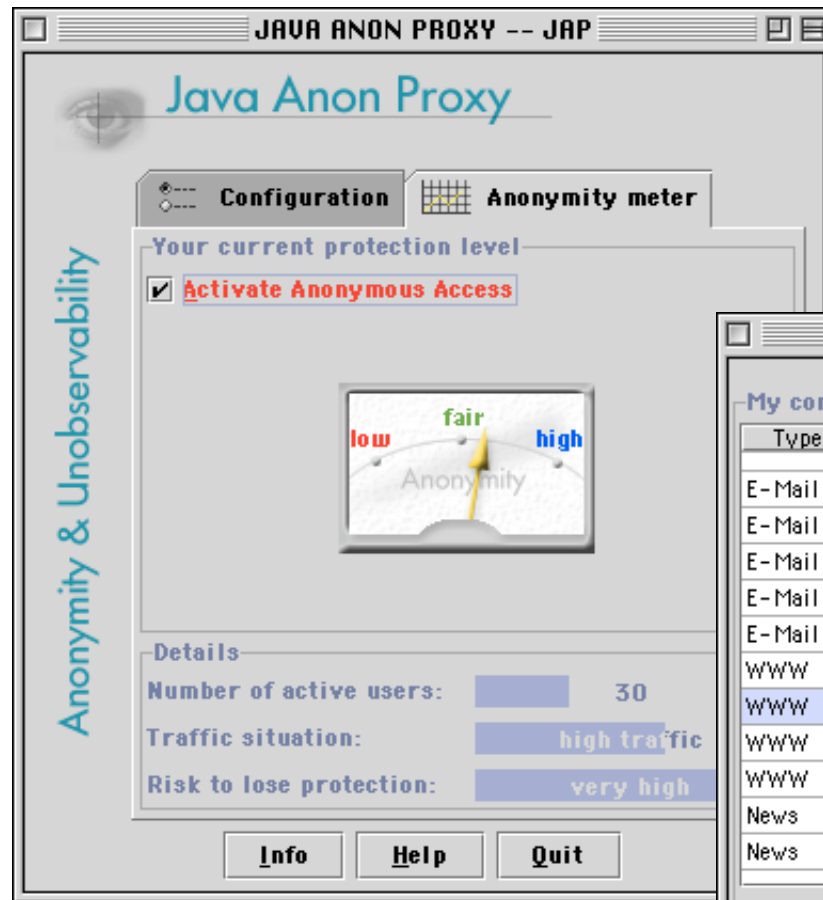 JAVA ANON PROXY -- JAP
Java Anon Proxy
Anonymity & Unobservability
Configuration
Anonymity meter
Your current protection level
Activate Anonymous Access
low
fair
high
Anonymity
Details
Number of active users: 30
Traffic situation: high traffic
Risk to lose protection: very high
Info Help Quit
My
Type
E-Mail
E-Mail
E-Mail
E-Mail
E-Mail
WWW
WWW
WWW
WWW
News
News